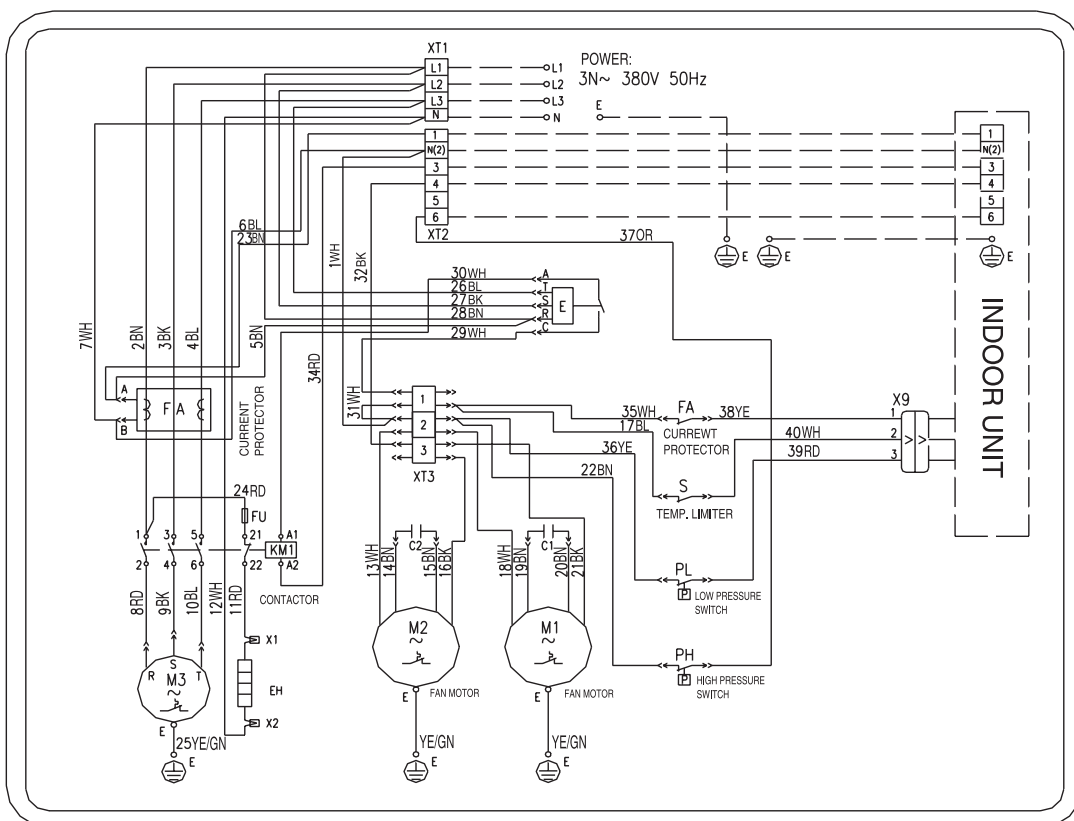 XT1
POWER:
3N~ 380V 50Hz
L1
L2
L3
N
L1
L2
L3
N
E
1
N(2)
3
4
5
6
XT2
1
N(2)
3
4
5
6
E
E
E
INDOOR UNIT
6BL
23BN
1WH
32BK
37OR
30WH
26BL
27BK
28BN
29WH
A
T
S
R
C
E
7WH
2BN
3BK
4BL
5BN
34RD
31WH
A
B
FA
CURRENT
PROTECTOR
1
2
3
XT3
35WH
17BL
36YE
22BN
FA
38YE
CURREWT
PROTECTOR
40WH
39RD
X9
1
2
3
S
TEMP. LIMITER
24RD
FU
1
3
5
21
A1
KM1
2
4
6
22
A2
CONTACTOR
8RD
9BK
10BL
12WH
11RD
C2
C1
13WH
14BN
15BN
16BK
18WH
19BN
20BN
21BK
PL
P
LOW PRESSURE
SWITCH
PH
P
HIGH PRESSURE
SWITCH
X1
EH
X2
R
S
T
M3
~
E
25YE/GN
E
M2
~
E
FAN MOTOR
YE/GN
E
M1
~
E
FAN MOTOR
YE/GN
E